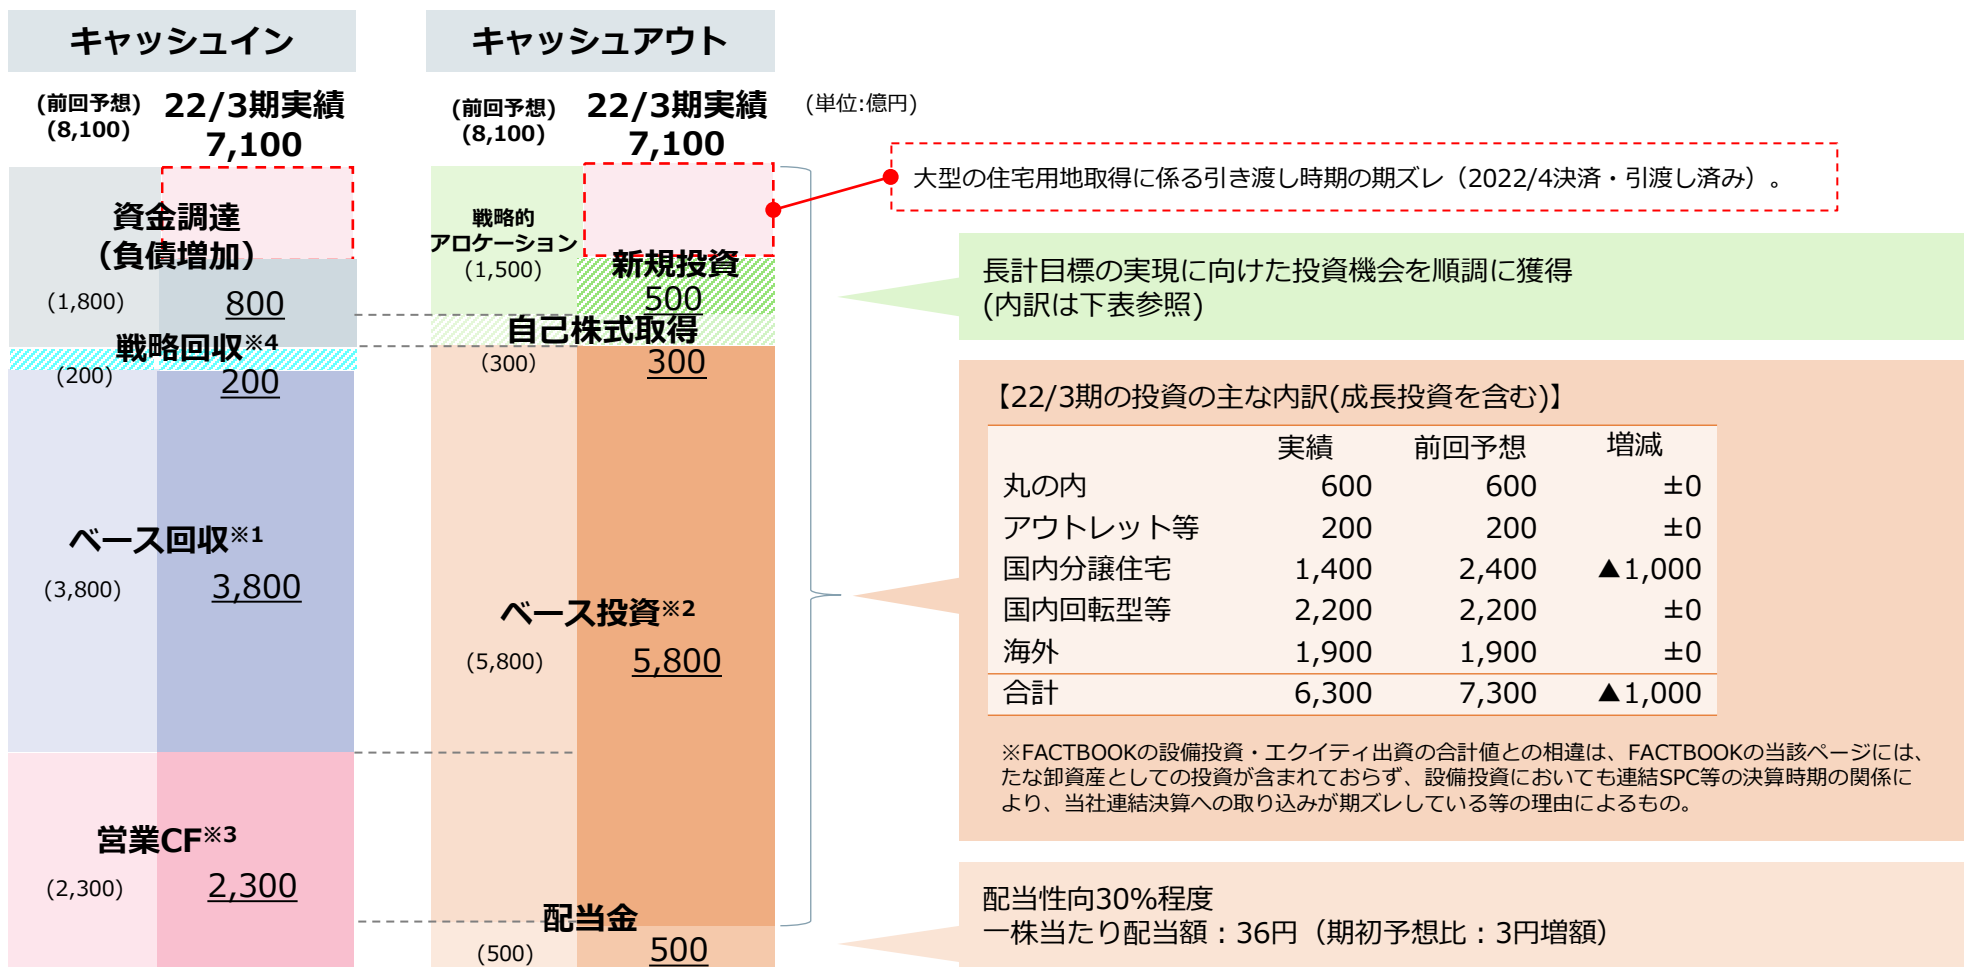 キャッシュイン
(前回予想)
(8,100)
22/3期実績
7,100
資金調達
（負債増加）
(1,800)
800
戦略回収※4
(200)
200
ベース回収※1
(3,800)
3,800
営業CF※3
(2,300)
2,300
キャッシュアウト
(前回予想)
(8,100)
22/3期実績
7,100
(単位:億円)
戦略的
アロケーション
(1,500)
新規投資
500
自己株式取得
(300)
300
ベース投資※2
(5,800)
5,800
配当金
(500)
500
大型の住宅用地取得に係る引き渡し時期の期ズレ（2022/4決済・引渡し済み）。
長計目標の実現に向けた投資機会を順調に獲得
(内訳は下表参照)
【22/3期の投資の主な内訳(成長投資を含む)】
実績 前回予想 増減
丸の内 600 600 ±0
アウトレット等 200 200 ±0
国内分譲住宅 1,400 2,400 ▲1,000
国内回転型等 2,200 2,200 ±0
海外 1,900 1,900 ±0
合計 6,300 7,300 ▲1,000
※FACTBOOKの設備投資・エクイティ出資の合計値との相違は、FACTBOOKの当該ページには、
たな卸資産としての投資が含まれておらず、設備投資においても連結SPC等の決算時期の関係に
より、当社連結決算への取り込みが期ズレしている等の理由によるもの。
配当性向30%程度
一株当たり配当額：36円（期初予想比：3円増額）